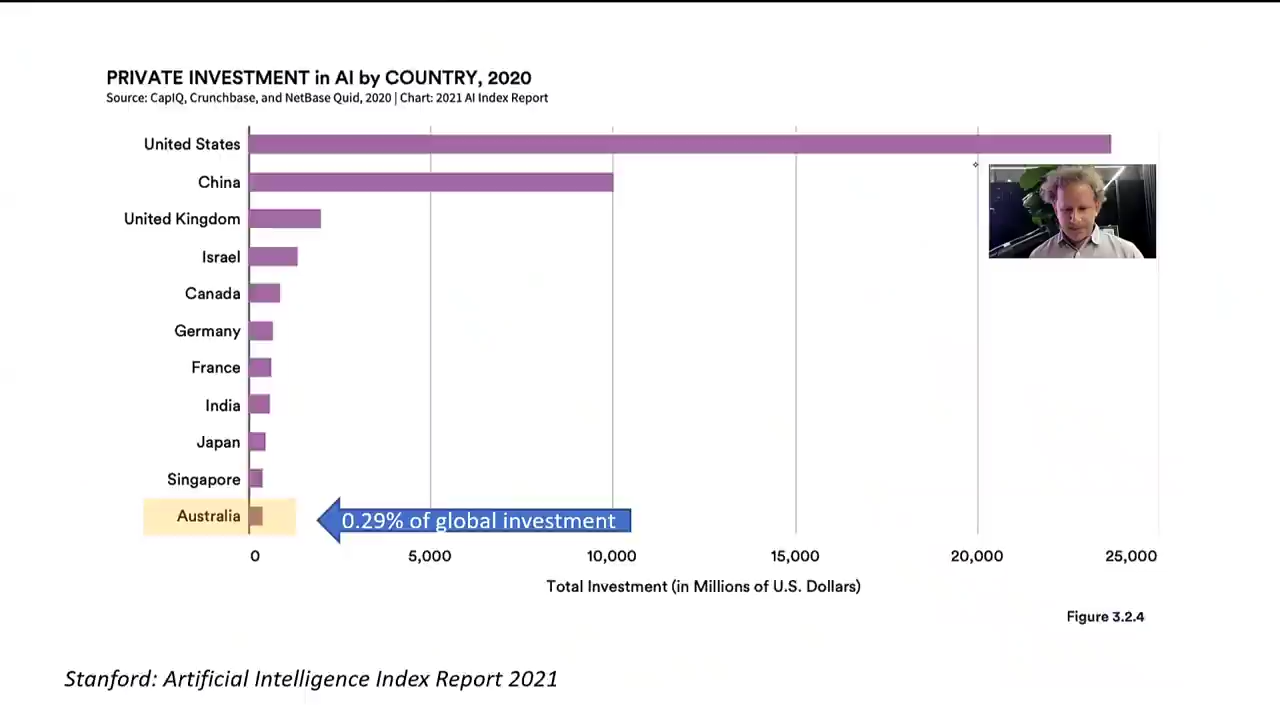 PRIVATE INVESTMENT in AI by COUNTRY, 2020
Source: CapIQ, Crunchbase, and NetBase Quid, 2020 | Chart: 2021 AI Index Report
United States
China
United Kingdom
Israel
Canada
Germany
France
India
Japan
Singapore
Australia
0.29% of global investment
0 5,000 10,000 15,000 20,000 25,000
Total Investment (in Millions of U.S. Dollars)
Figure 3.2.4
Stanford: Artificial Intelligence Index Report 2021